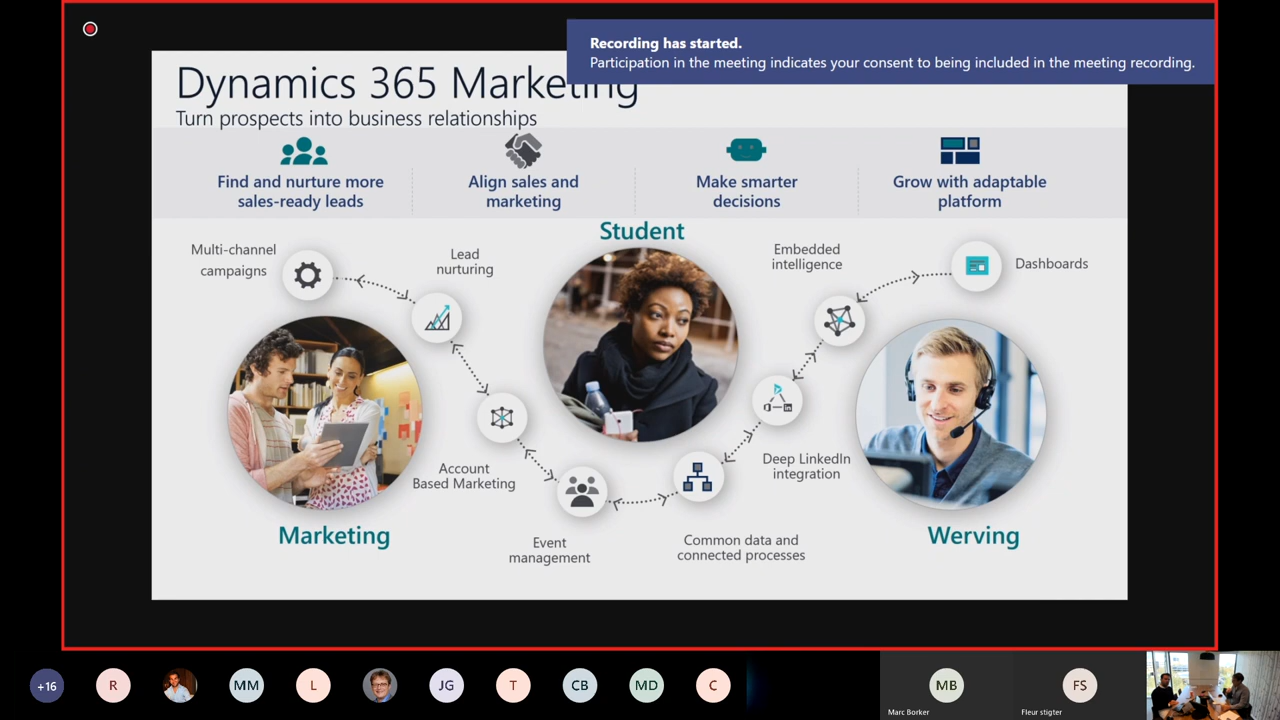 Recording has started.
Participation in the meeting indicates your consent to being included in the meeting recording.
Dynamics 365 Marketing
Turn prospects into business relationships
Find and nurture more
sales-ready leads
Align sales and
marketing
Make smarter
decisions
Grow with adaptable
platform
Student
Multi-channel
campaigns
Lead
nurturing
Embedded
intelligence
Dashboards
Account
Based Marketing
Deep LinkedIn
integration
Marketing
Event
management
Common data and
connected processes
Werving
+16
R
MM
L
JG
T
CB
MD
C
MB
Marc Borker
FS
Fleur stigter